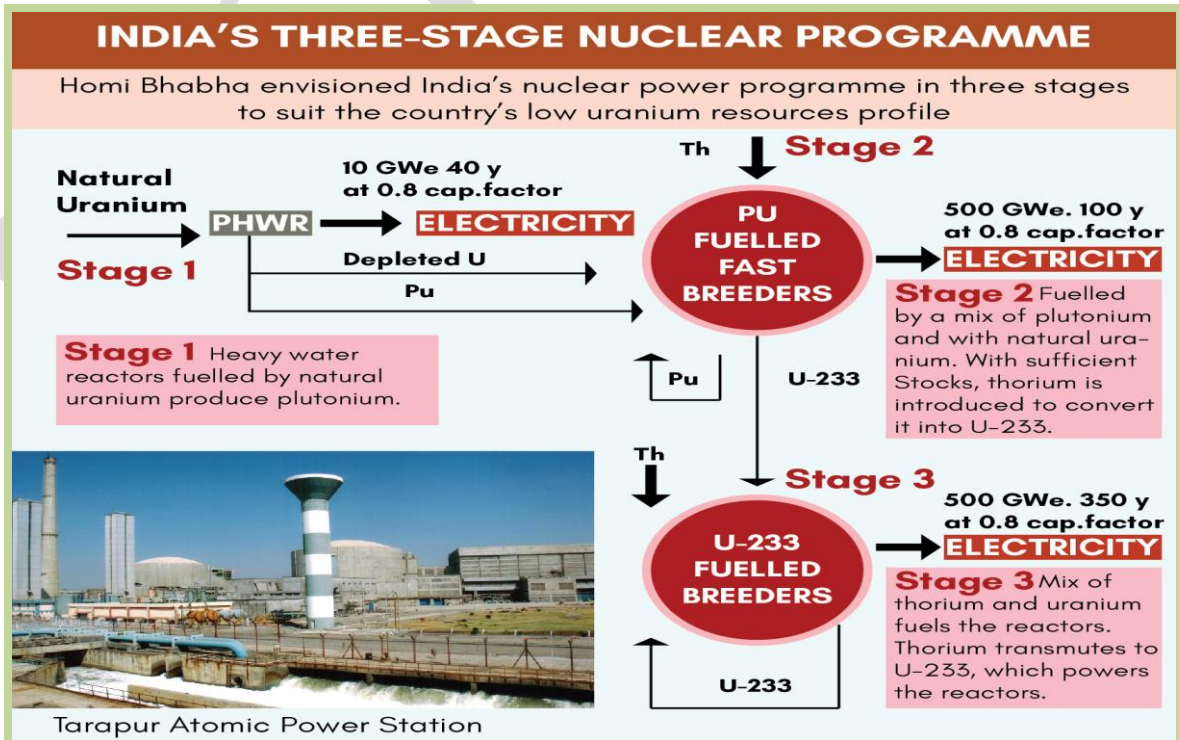 INDIA'S THREE-STAGE NUCLEAR PROGRAMME
Homi Bhabha envisioned India's nuclear power programme in three stages
to suit the country's low uranium resources profile
Natural
Uranium
Stage 1
PHWR
10 GWe 40 y
at 0.8 cap.factor
ELECTRICITY
Depleted U
Pu
Stage 1 Heavy water
reactors fuelled by natural
uranium produce plutonium.
Th
Stage 2
PU
FUELLED
FAST
BREEDERS
500 GWe. 100 y
at 0.8 cap.factor
ELECTRICITY
Stage 2 Fuelled
by a mix of plutonium
and with natural ura-
nium. With sufficient
Stocks, thorium is
introduced to convert
it into U-233.
Pu
U-233
Th
Stage 3
U-233
FUELLED
BREEDERS
500 GWe. 350 y
at 0.8 cap.factor
ELECTRICITY
Stage 3 Mix of
thorium and uranium
fuels the reactors.
Thorium transmutes to
U-233, which powers
the reactors.
U-233
Tarapur Atomic Power Station